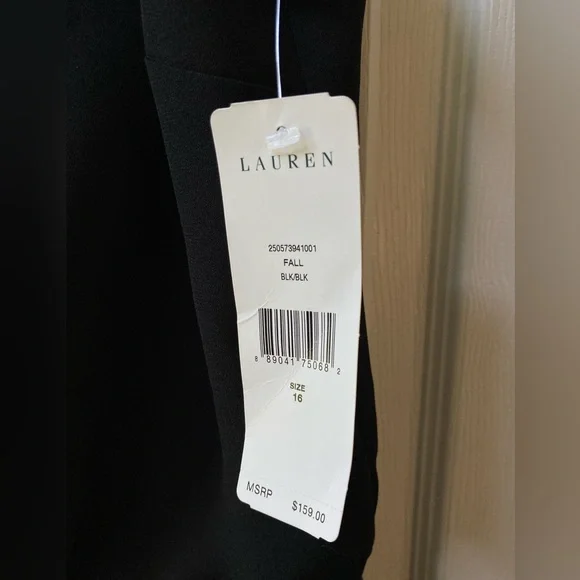 LAUREN
250573941001
FALL
BLK/BLK
8 89041 75068 2
SIZE
16
MSRP $159.00